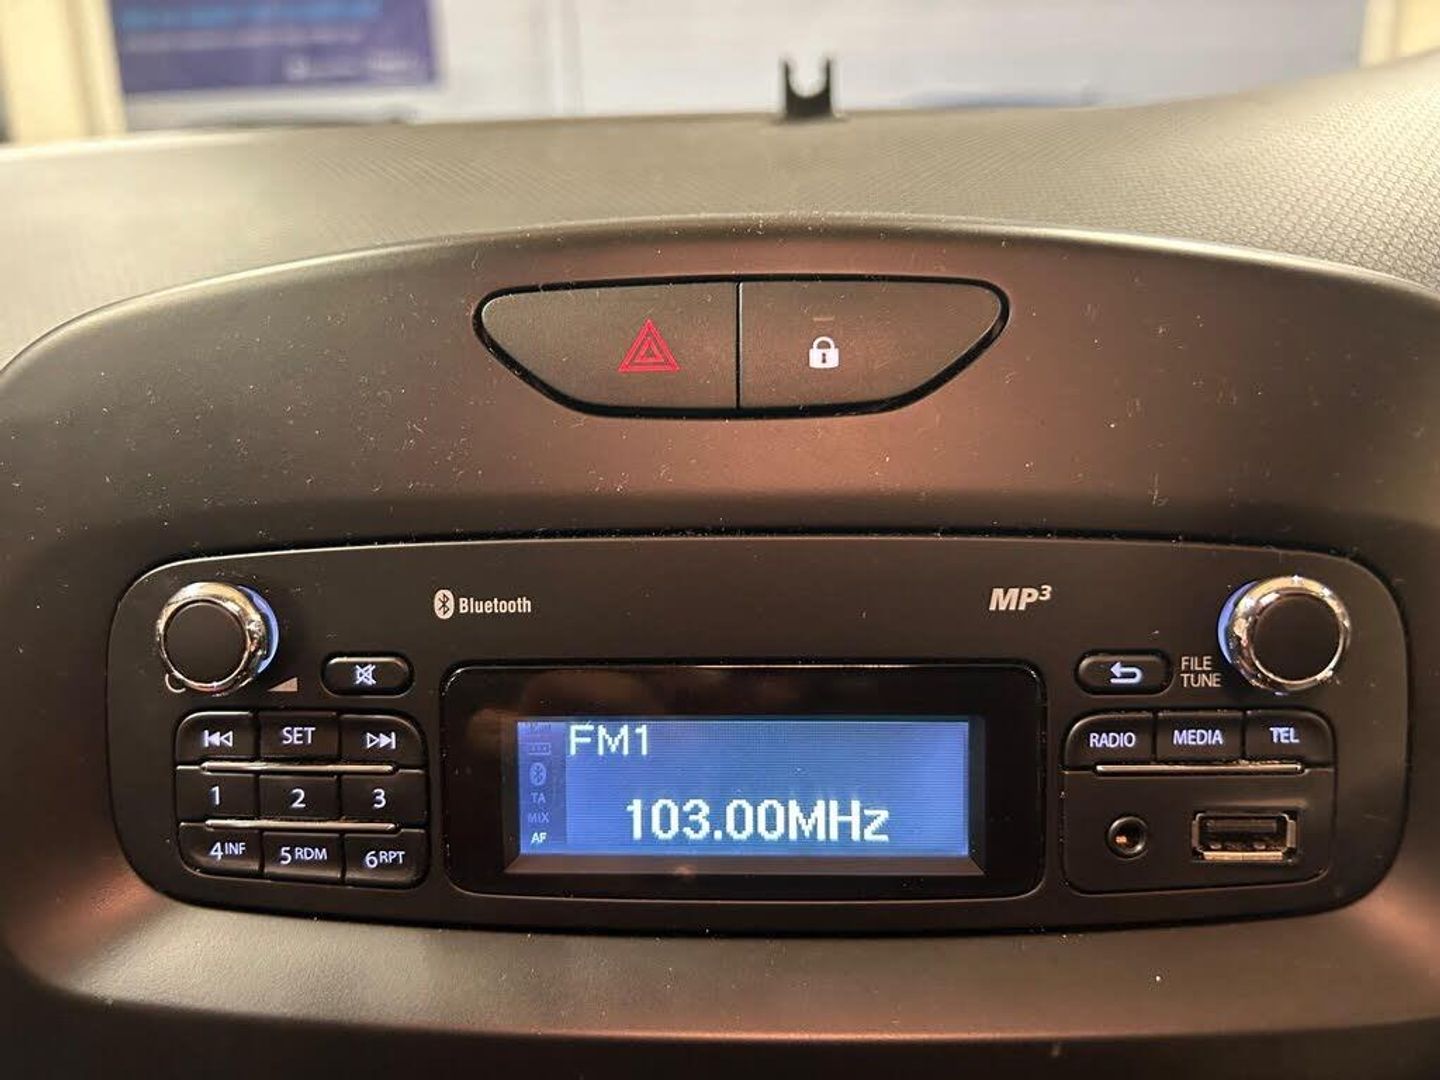 Bluetooth
MP3
FILE
TUNE
SET
RADIO
MEDIA
TEL
FM1
1
2
3
103.00MHz
TA
MIX
AF
4INF
5RDM
6RPT